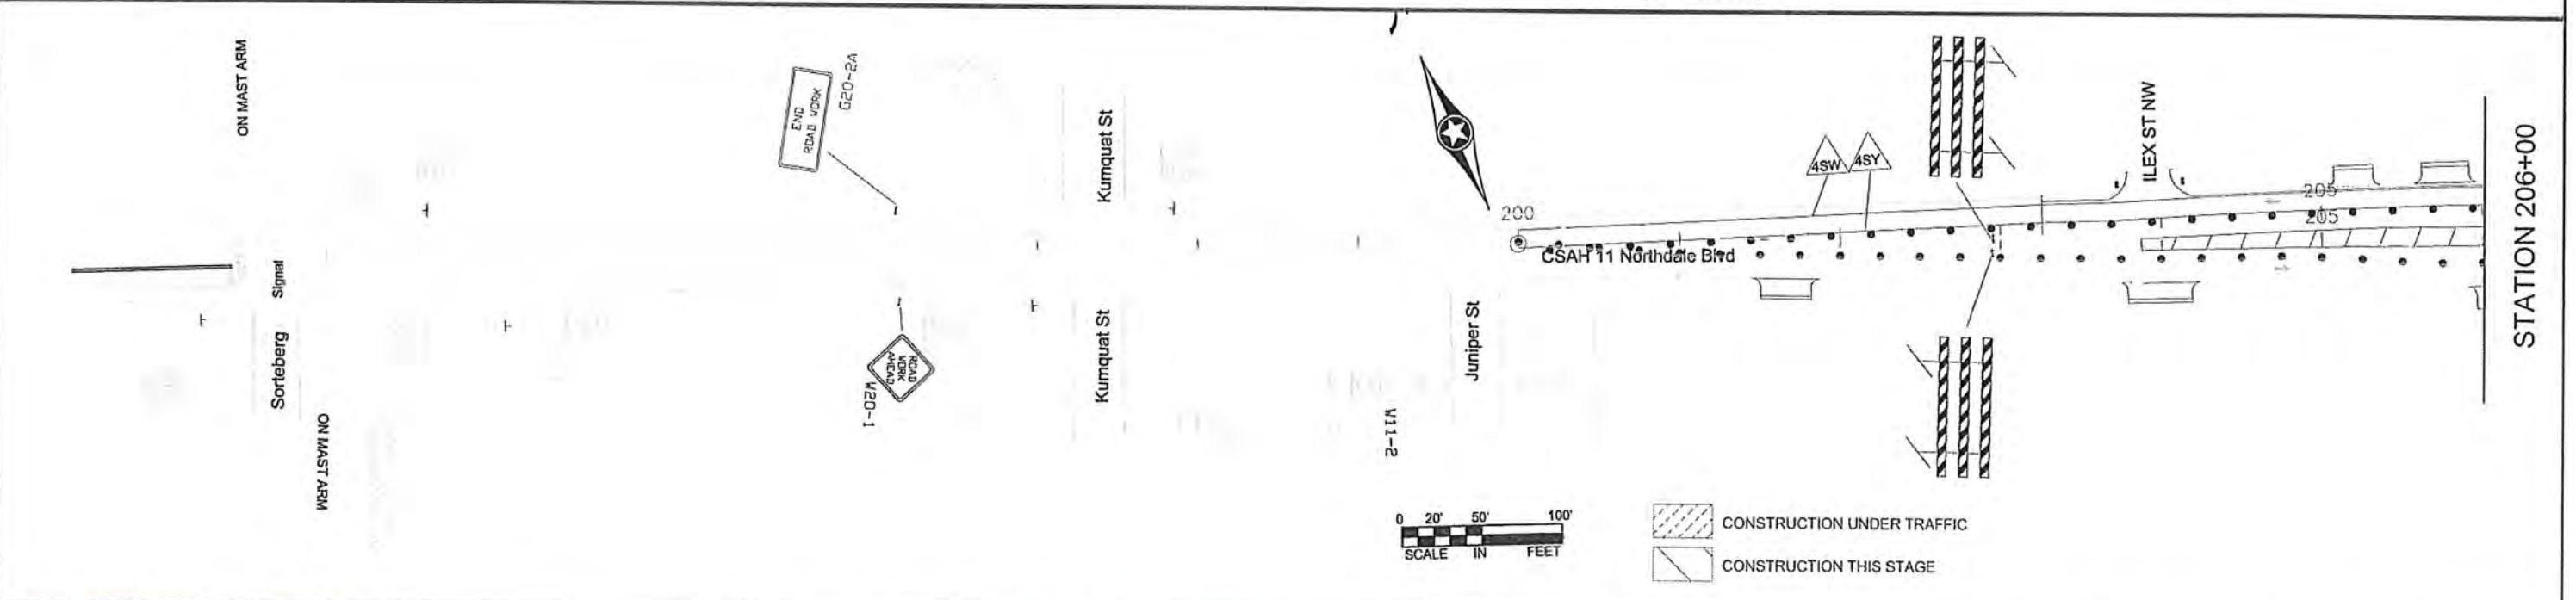 ON MAST ARM
END
ROAD WORK
G20-2A
Kumquat St
ILEX ST NW
4SW
4SY
200
205
205
CSAH 11 Northdale Blvd
STATION 206+00
Signal
Sorteberg
ON MAST ARM
ROAD
WORK
AHEAD
W20-1
Kumquat St
Juniper St
W11-2
0 20' 50' 100'
SCALE IN FEET
CONSTRUCTION UNDER TRAFFIC
CONSTRUCTION THIS STAGE